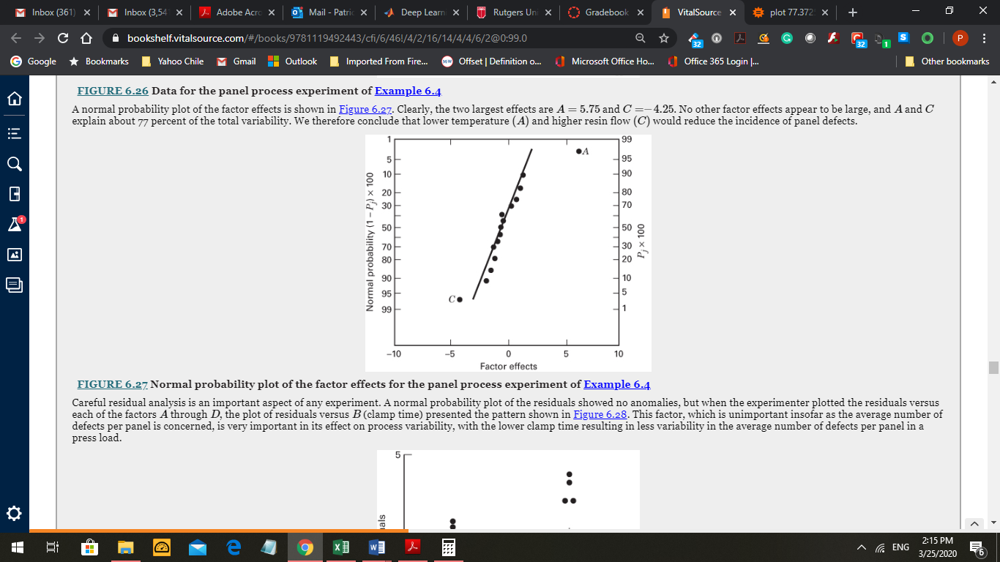 Inbox (361)
Inbox (3,54
Adobe Acro
Mail - Patric
Deep Learn
Rutgers Uni
Gradebook
VitalSource
plot 77.372
bookshelf.vitalsource.com/#/books/9781119492443/cfi/6/46!/4/2/16/14/4/4/6/2@0:99.0
32
32
1
S
P
Google
Bookmarks
Yahoo Chile
Gmail
Outlook
Imported From Fire...
M-W
Offset | Definition o...
Microsoft Office Ho...
Office 365 Login |...
Other bookmarks
FIGURE 6.26 Data for the panel process experiment of Example 6.4
A normal probability plot of the factor effects is shown in Figure 6.27. Clearly, the two largest effects are A = 5.75 and C =− 4.25. No other factor effects appear to be large, and A and C
explain about 77 percent of the total variability. We therefore conclude that lower temperature (A) and higher resin flow (C) would reduce the incidence of panel defects.
1
5
10
20
30
50
70
80
90
95
99
Normal probability (1 − Pj) × 100
99
95
90
80
70
50
30
20
10
5
1
Pj × 100
A
C
−10
−5
0
5
10
Factor effects
FIGURE 6.27 Normal probability plot of the factor effects for the panel process experiment of Example 6.4
Careful residual analysis is an important aspect of any experiment. A normal probability plot of the residuals showed no anomalies, but when the experimenter plotted the residuals versus
each of the factors A through D, the plot of residuals versus B (clamp time) presented the pattern shown in Figure 6.28. This factor, which is unimportant insofar as the average number of
defects per panel is concerned, is very important in its effect on process variability, with the lower clamp time resulting in less variability in the average number of defects per panel in a
press load.
5
als
1
ENG
2:15 PM
3/25/2020
6